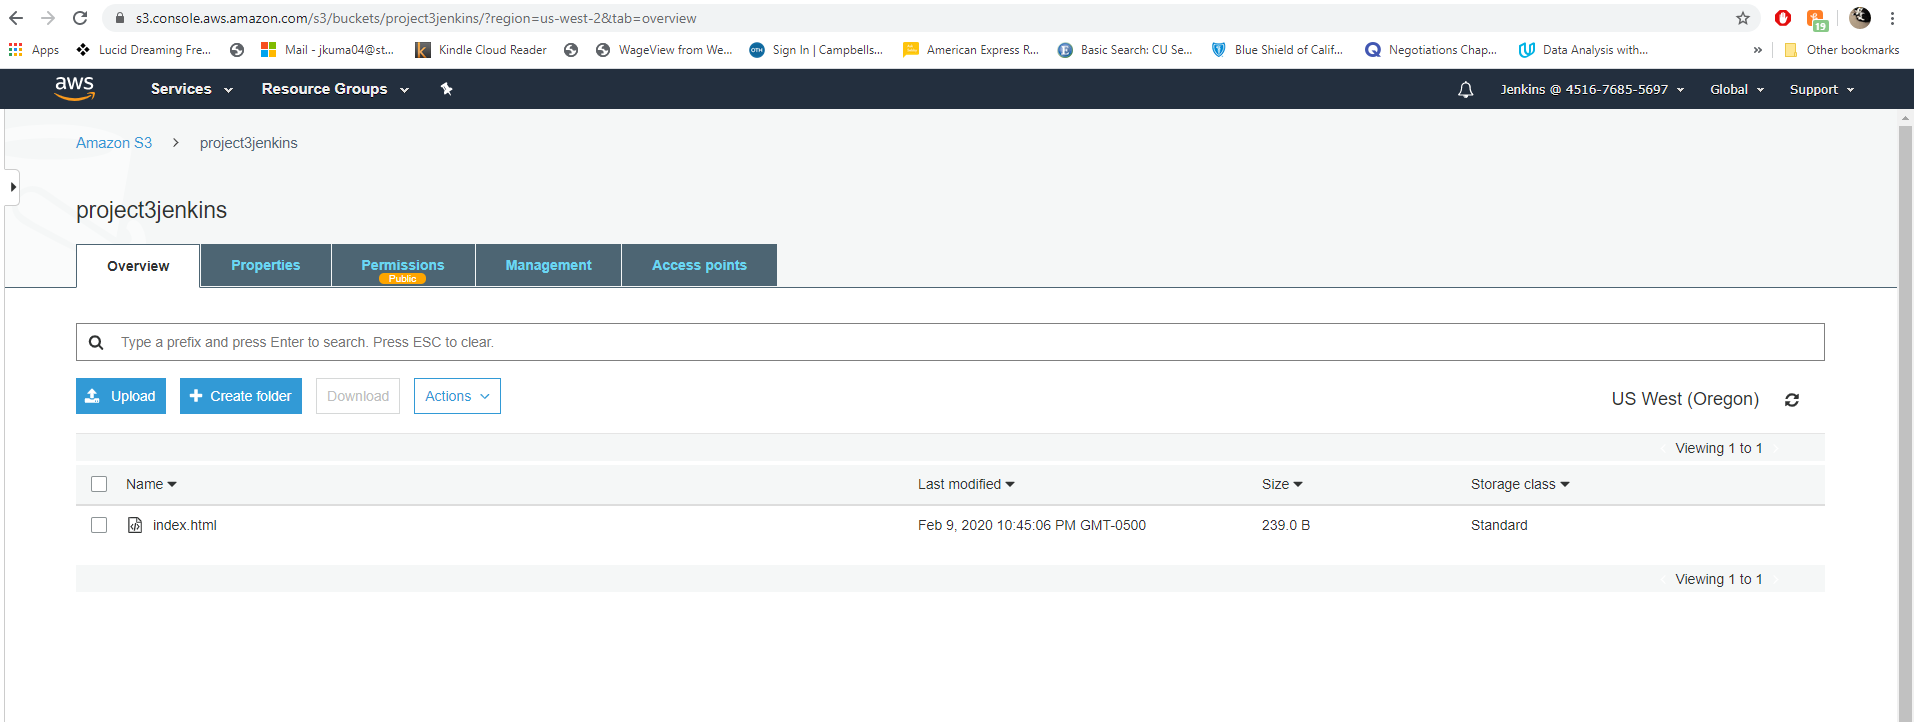 s3.console.aws.amazon.com/s3/buckets/project3jenkins/?region=us-west-2&tab=overview
19
Apps Lucid Dreaming Fre... Mail - jkuma04@st... Kindle Cloud Reader WageView from We... OTH Sign In | Campbells... American Express R... Basic Search: CU Se... Blue Shield of Calif... Negotiations Chap... Data Analysis with... » Other bookmarks
aws Services Resource Groups Jenkins @ 4516-7685-5697 Global Support
Amazon S3 > project3jenkins
project3jenkins
Overview Properties Permissions Management Access points
Public
Type a prefix and press Enter to search. Press ESC to clear.
Upload + Create folder Download Actions US West (Oregon)
Viewing 1 to 1
Name Last modified Size Storage class
index.html Feb 9, 2020 10:45:06 PM GMT-0500 239.0 B Standard
Viewing 1 to 1